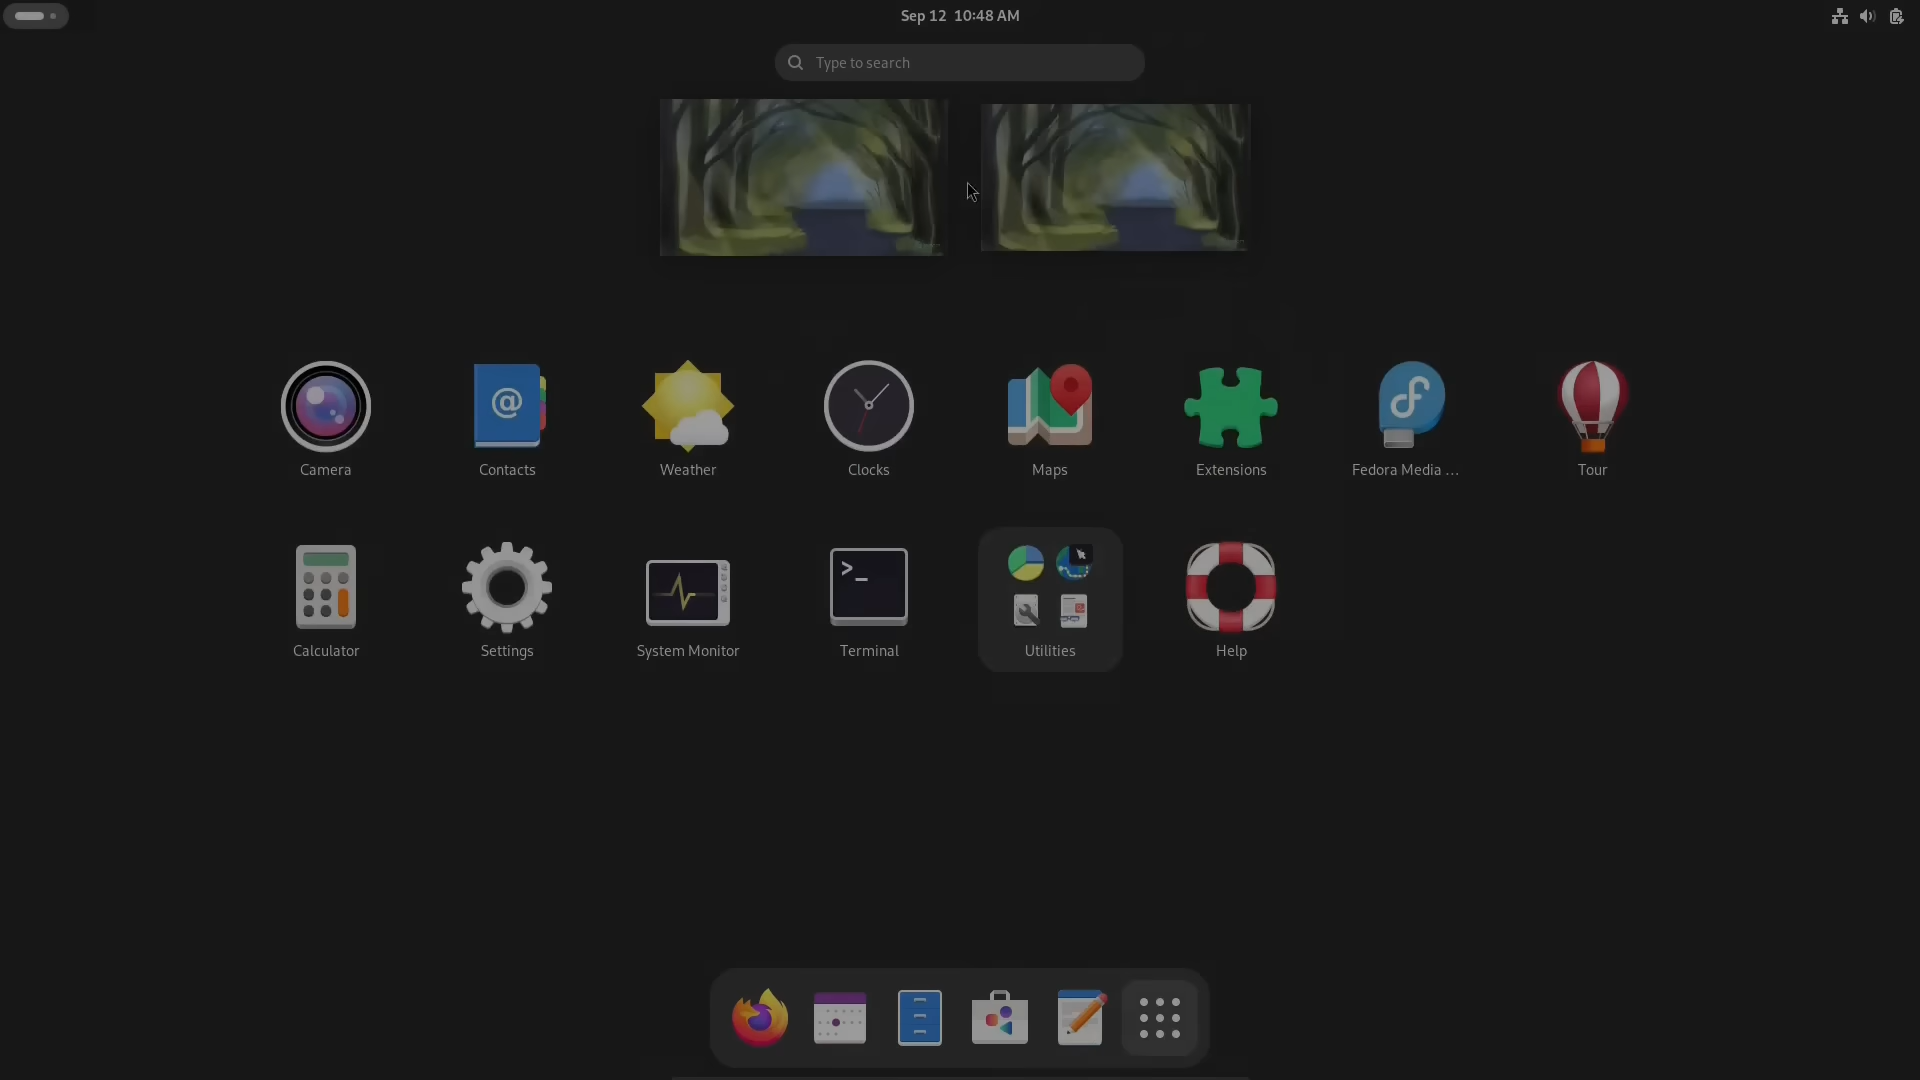 Sep 12 10:48 AM
Type to search
Camera
Contacts
Weather
Clocks
Maps
Extensions
Fedora Media ...
Tour
Calculator
Settings
System Monitor
Terminal
Utilities
Help